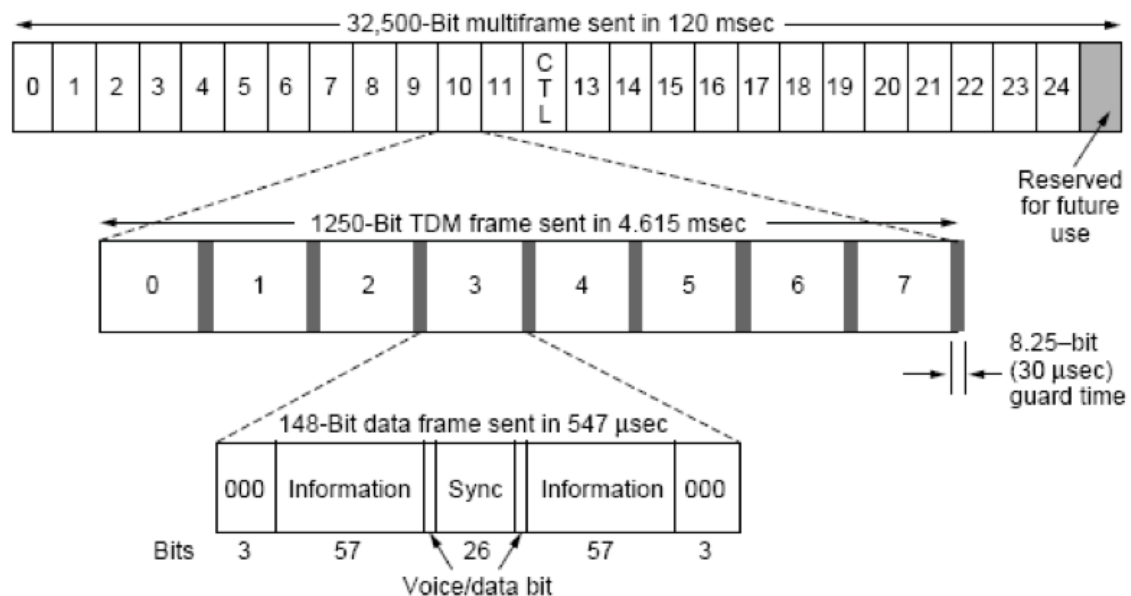 32,500-Bit multiframe sent in 120 msec
0 1 2 3 4 5 6 7 8 9 10 11 CTL 13 14 15 16 17 18 19 20 21 22 23 24
Reserved
for future
use
1250-Bit TDM frame sent in 4.615 msec
0 1 2 3 4 5 6 7
8.25–bit
(30 μsec)
guard time
148-Bit data frame sent in 547 μsec
000 Information Sync Information 000
Bits 3 57 26 57 3
Voice/data bit